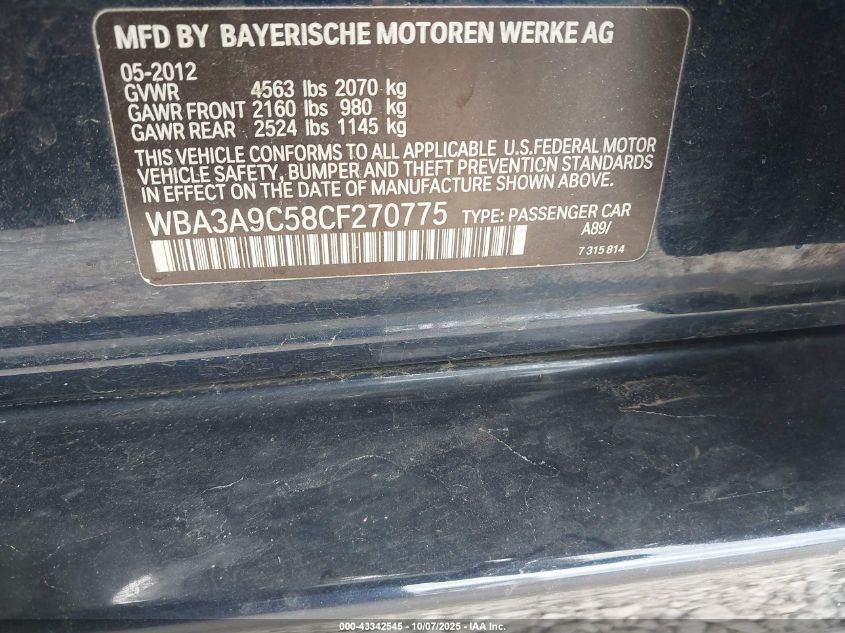 MFD BY BAYERISCHE MOTOREN WERKE AG
05-2012
GVWR 4563 lbs 2070 kg
GAWR FRONT 2160 lbs 980 kg
GAWR REAR 2524 lbs 1145 kg
THIS VEHICLE CONFORMS TO ALL APPLICABLE U.S.FEDERAL MOTOR
VEHICLE SAFETY, BUMPER AND THEFT PREVENTION STANDARDS
IN EFFECT ON THE DATE OF MANUFACTURE SHOWN ABOVE.
WBA3A9C58CF270775 TYPE: PASSENGER CAR
A89/
7 315 814
000-43342545 - 10/07/2025 - IAA Inc.